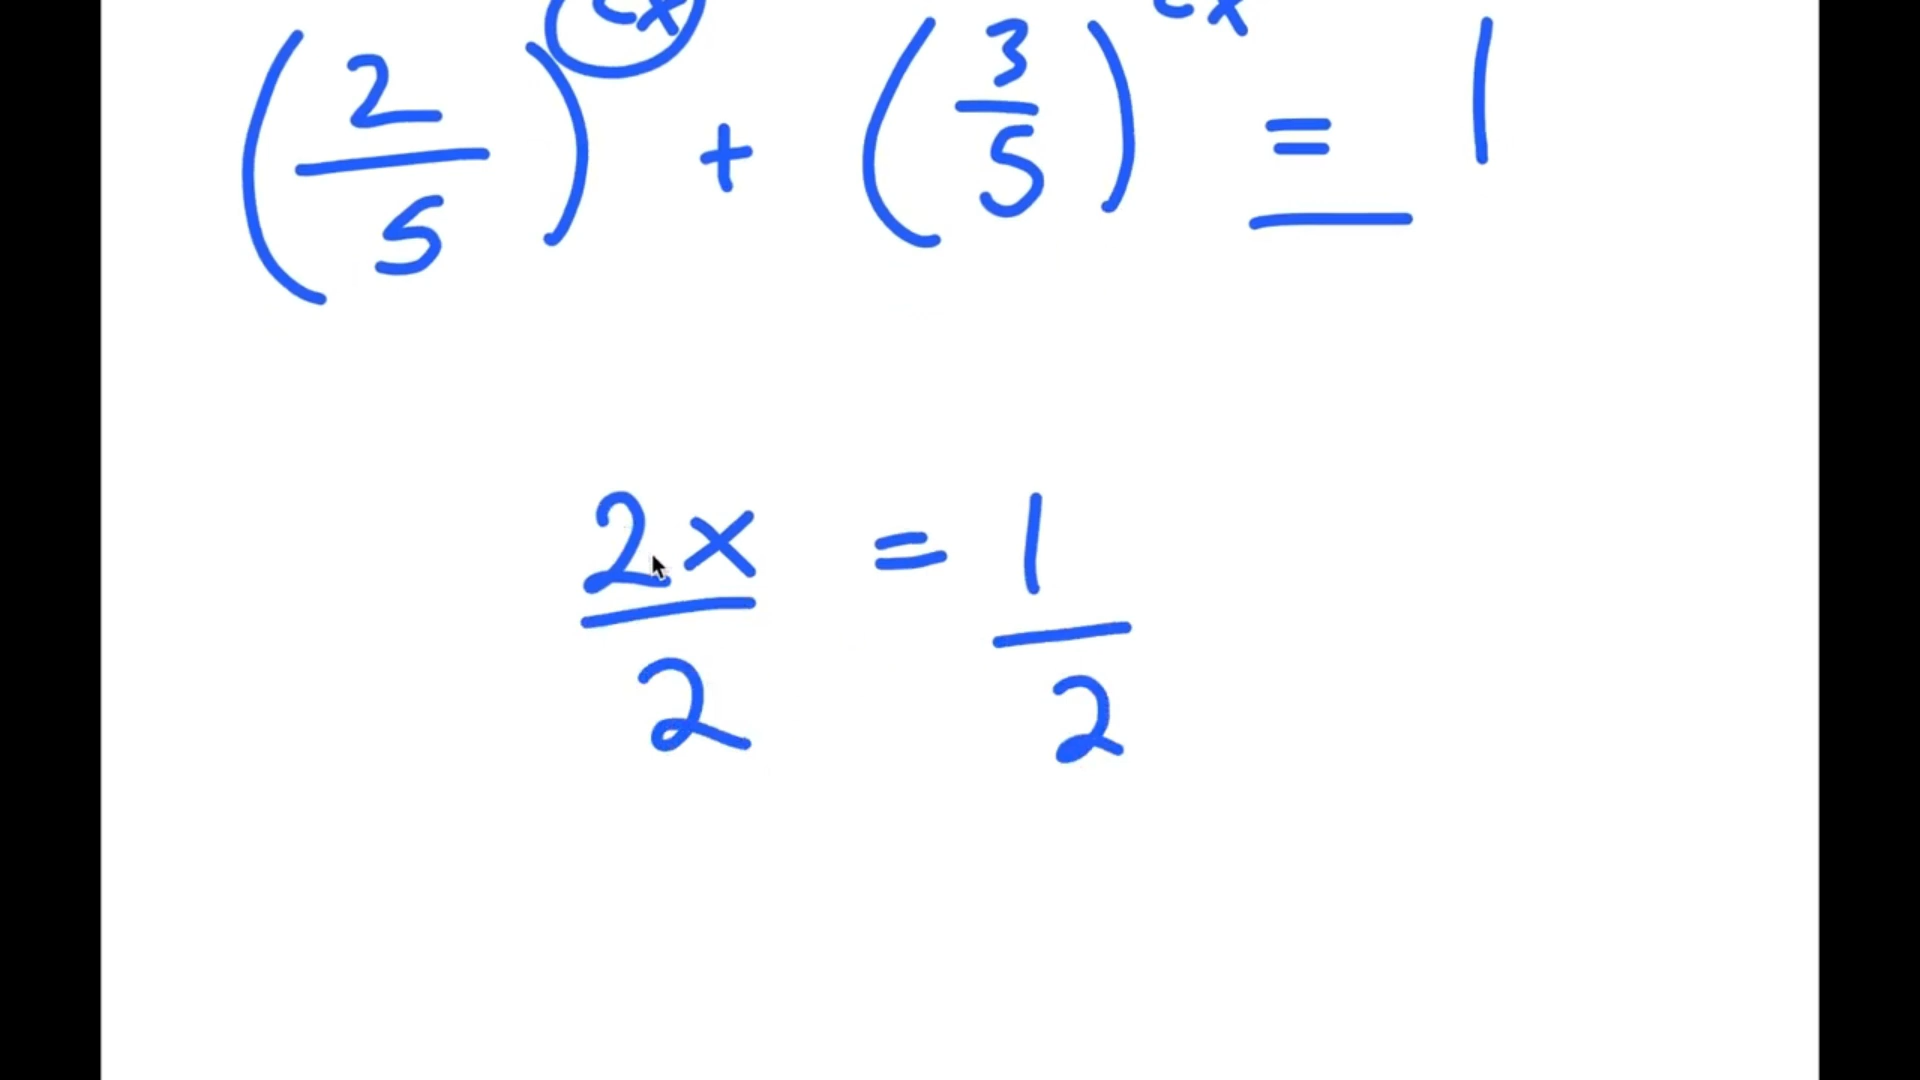 (2/5)^2x + (3/5)^2x = 1
2x/2 = 1/2